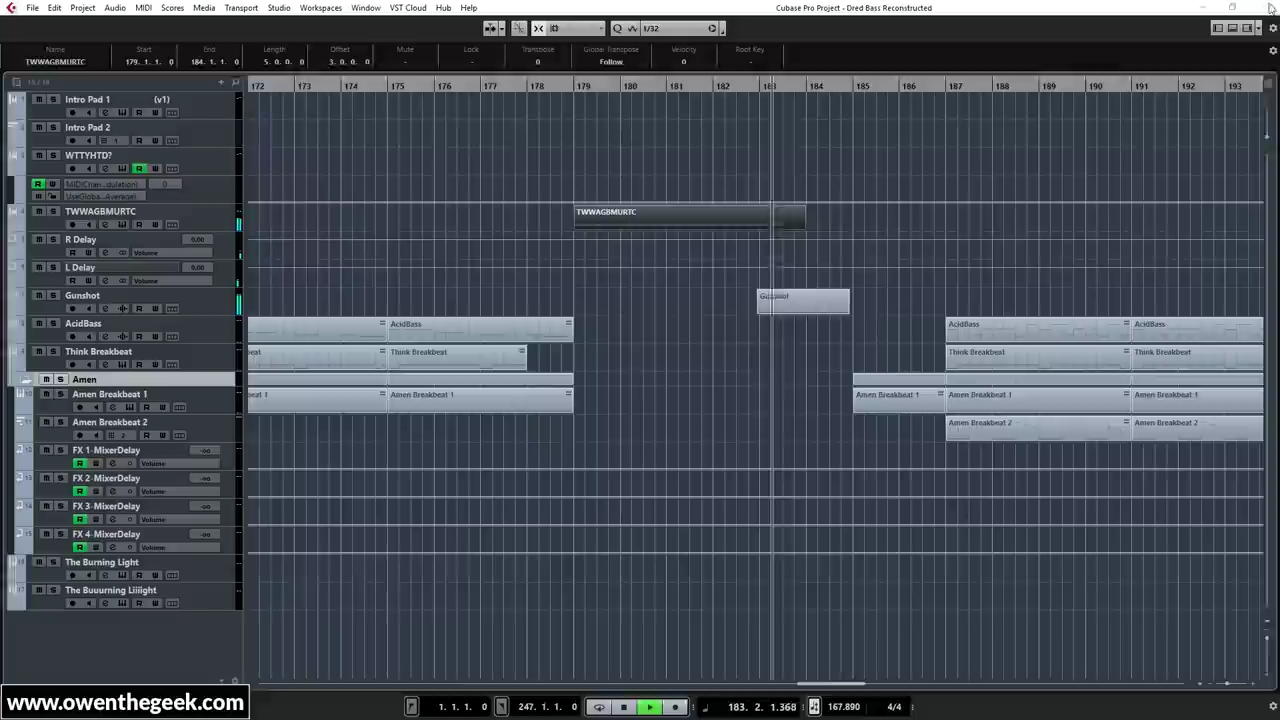 File Edit Project Audio MIDI Scores Media Transport Studio Workspaces Window VST Cloud Hub Help
Cubase Pro Project - Dred Bass Reconstructed
1/32
Name Start End Length Offset Mute Lock Transpose Global Transpose Velocity Root Key
TWWAGBMURTC 179. 1. 1. 0 184. 1. 1. 0 5. 0. 0. 0 3. 0. 0. 0 - - 0 Follow. 0 -
172 173 174 175 176 177 178 179 180 181 182 183 184 185 186 187 188 189 190 191 192 193
m S Intro Pad 1 (v1)
R W
m S Intro Pad 2
1 R W
m S WTYHTD?
R W
R W 0
m S TWWAGBMURTC
TWWAGBMURTC
R W
m S R Delay 0,00
R W Volume
m S L Delay 0,00
R W Volume
m S Gunshot
R W
m S AcidBass
AcidBass AcidBass AcidBass
R W
m S Think Breakbeat
Think Breakbeat Think Breakbeat Think Breakbeat
R W
m S Amen
m S Amen Breakbeat 1
Amen Breakbeat 1 Amen Breakbeat 1 Amen Breakbeat 1 Amen Breakbeat 1
R W
m S Amen Breakbeat 2
Amen Breakbeat 2 Amen Breakbeat 2
2 R W
m S FX 1-MixerDelay -oo
R Volume
m S FX 2-MixerDelay -oo
R Volume
m S FX 3-MixerDelay -oo
R Volume
m S FX 4-MixerDelay -oo
R Volume
m S The Burning Light
R W
m S The Buuurning Liiiight
R W
www.owenthegeek.com
1. 1. 1. 0 247. 1. 1. 0 183. 2. 1.368 167.890 4/4